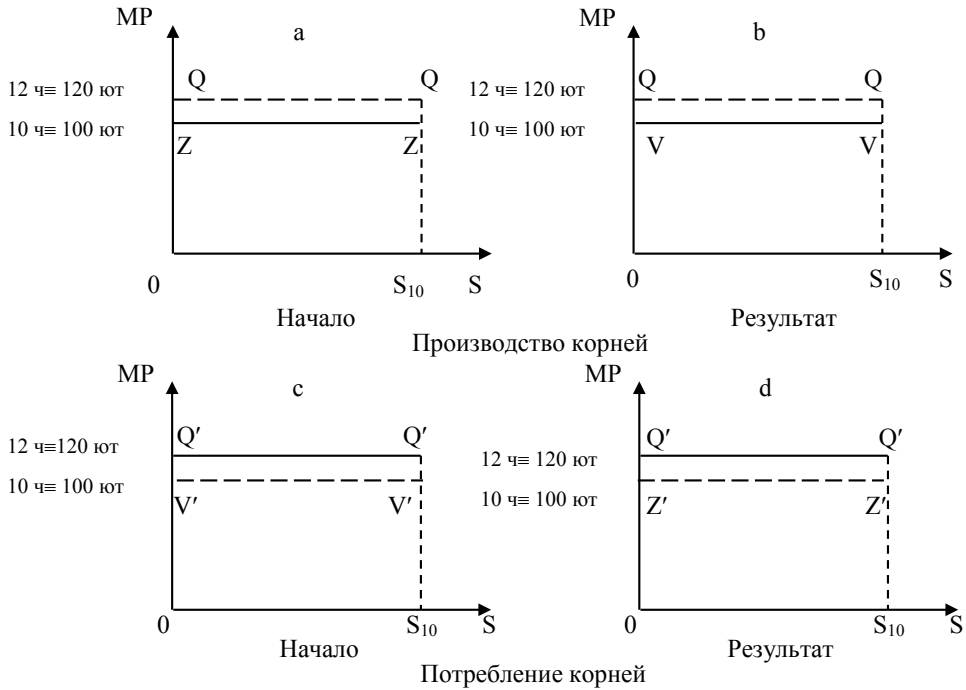 MP a
12 ч≡ 120 ют Q Q
10 ч≡ 100 ют Z Z
0 S₁₀ S
Начало
MP b
12 ч≡ 120 ют Q Q
10 ч≡ 100 ют V V
0 S₁₀ S
Результат
Производство корней
MP c
12 ч≡120 ют Q′ Q′
10 ч≡ 100 ют V′ V′
0 S₁₀ S
Начало
MP d
12 ч≡ 120 ют Q′ Q′
10 ч≡ 100 ют Z′ Z′
0 S₁₀ S
Результат
Потребление корней